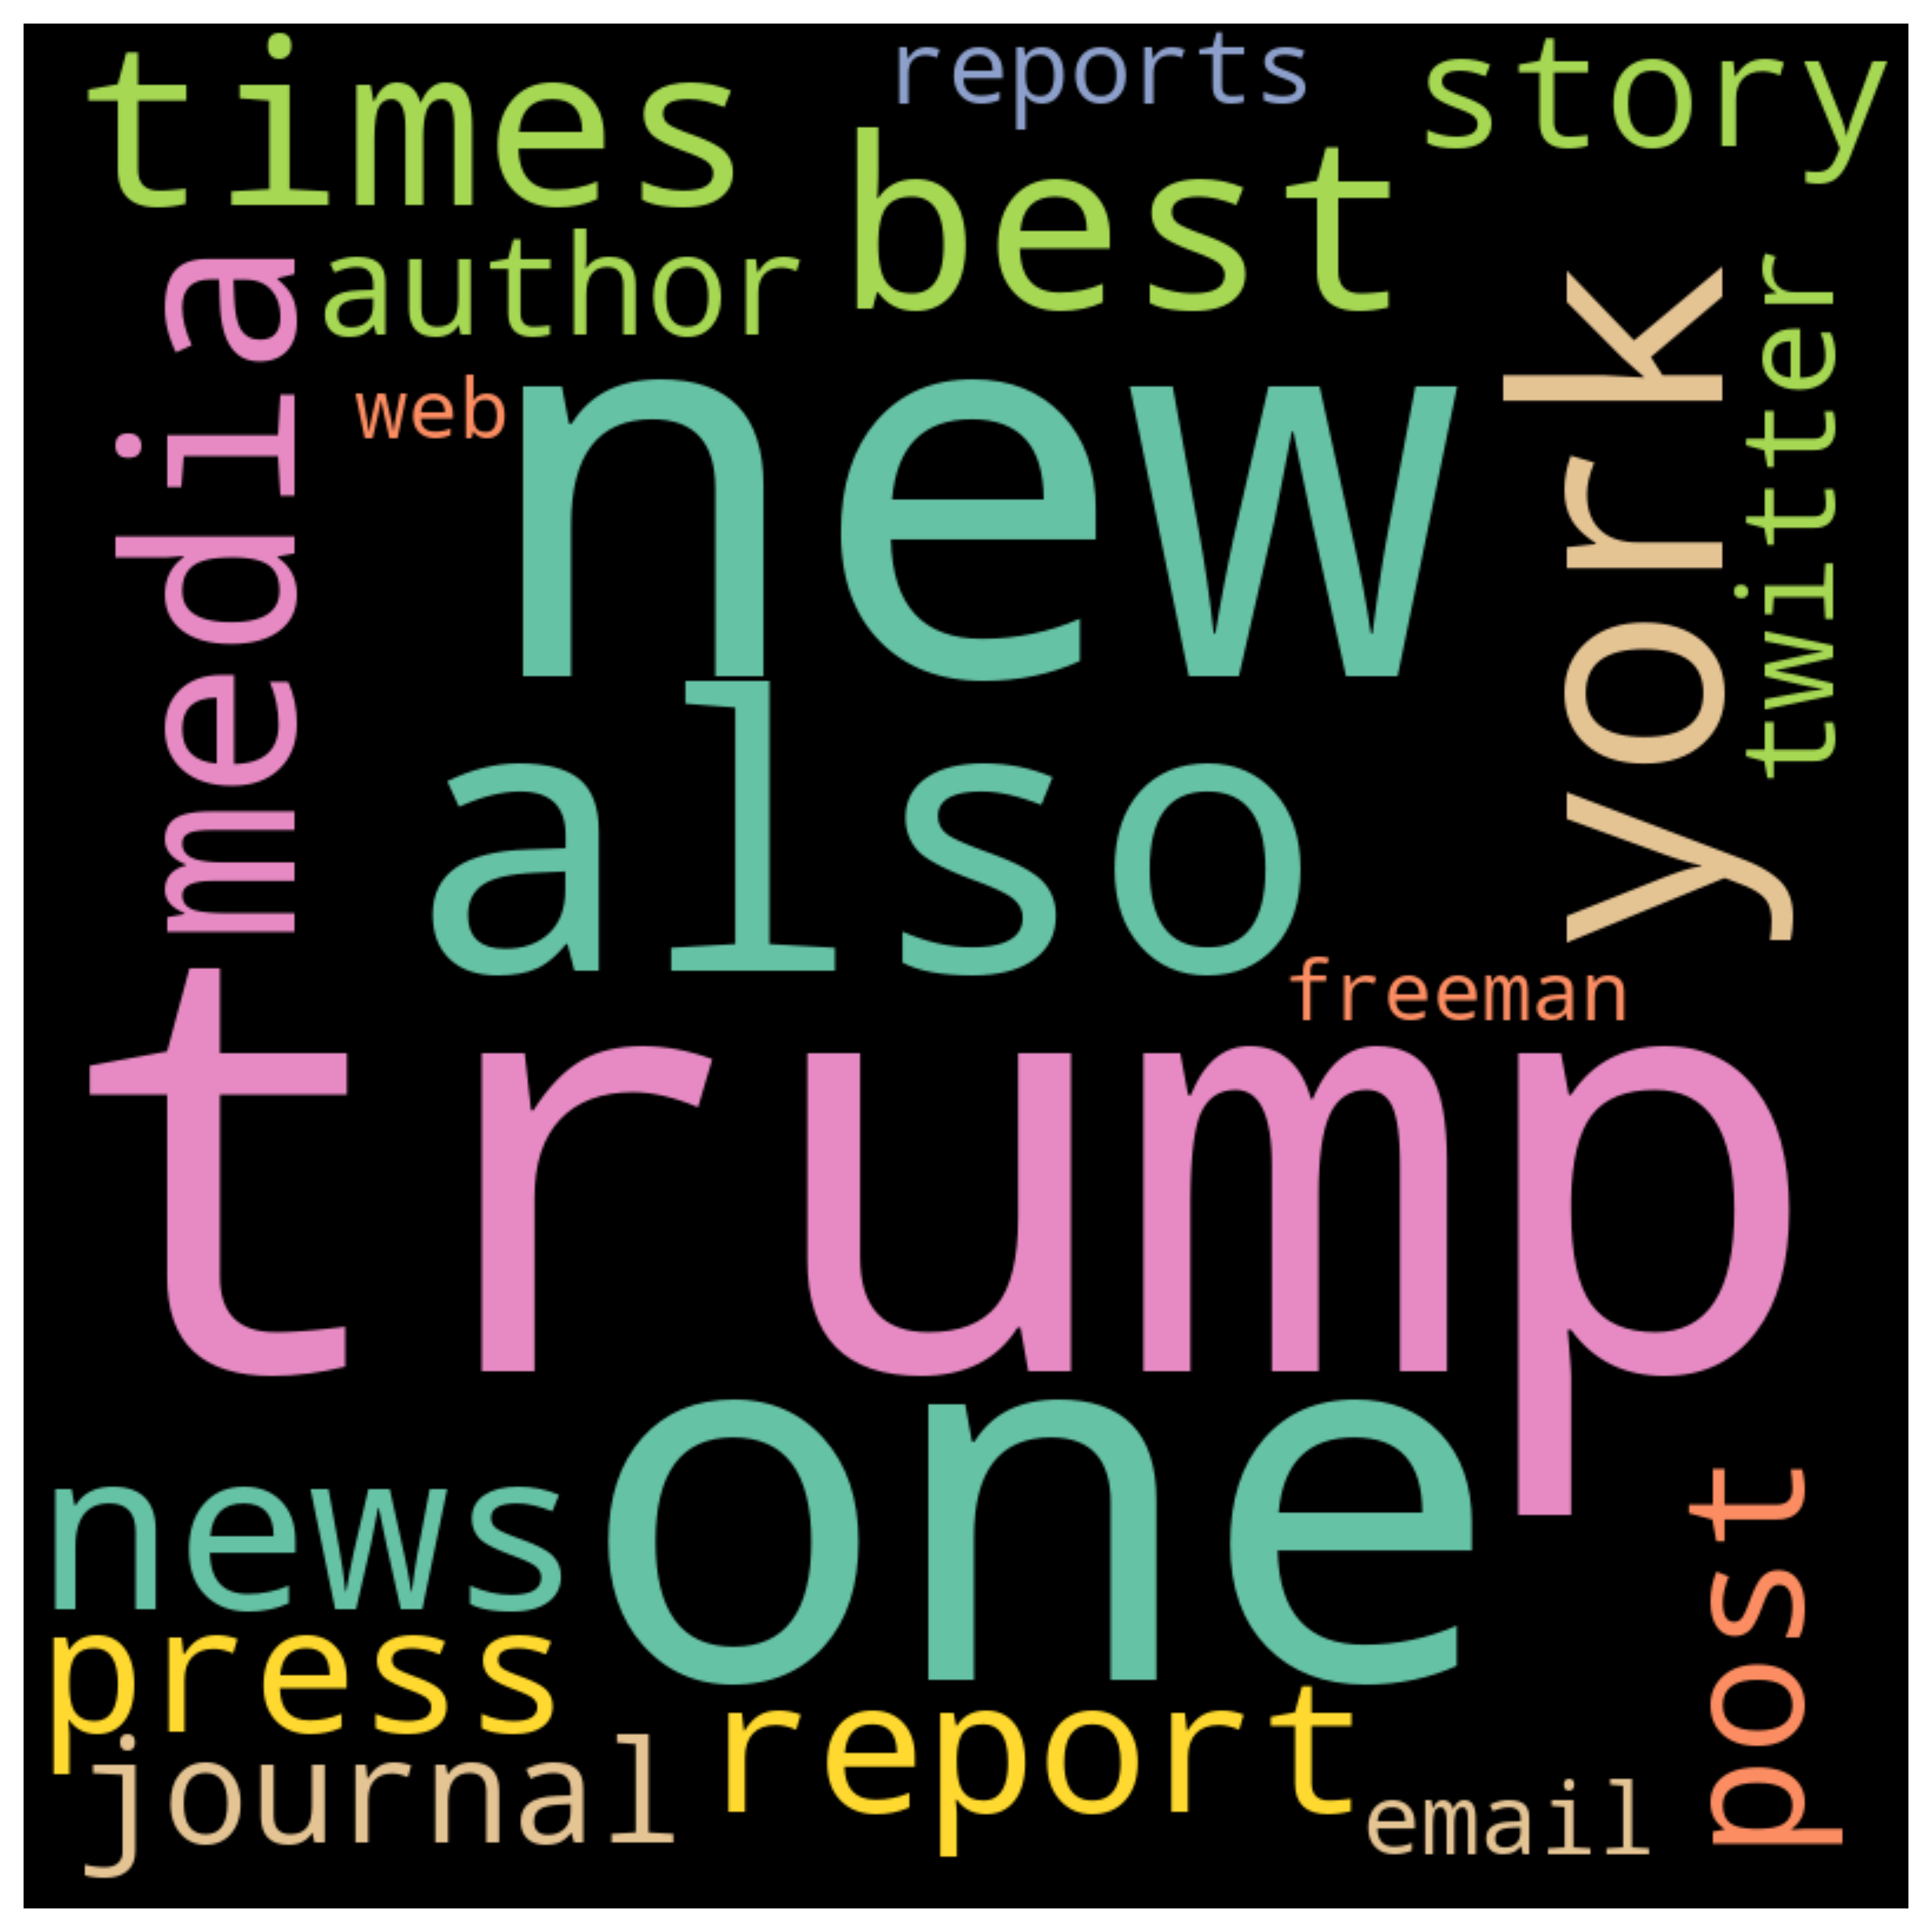 times
reports
story
best
author
media
web
new
york
twitter
also
freeman
trump
one
news
press
post
report
journal
email